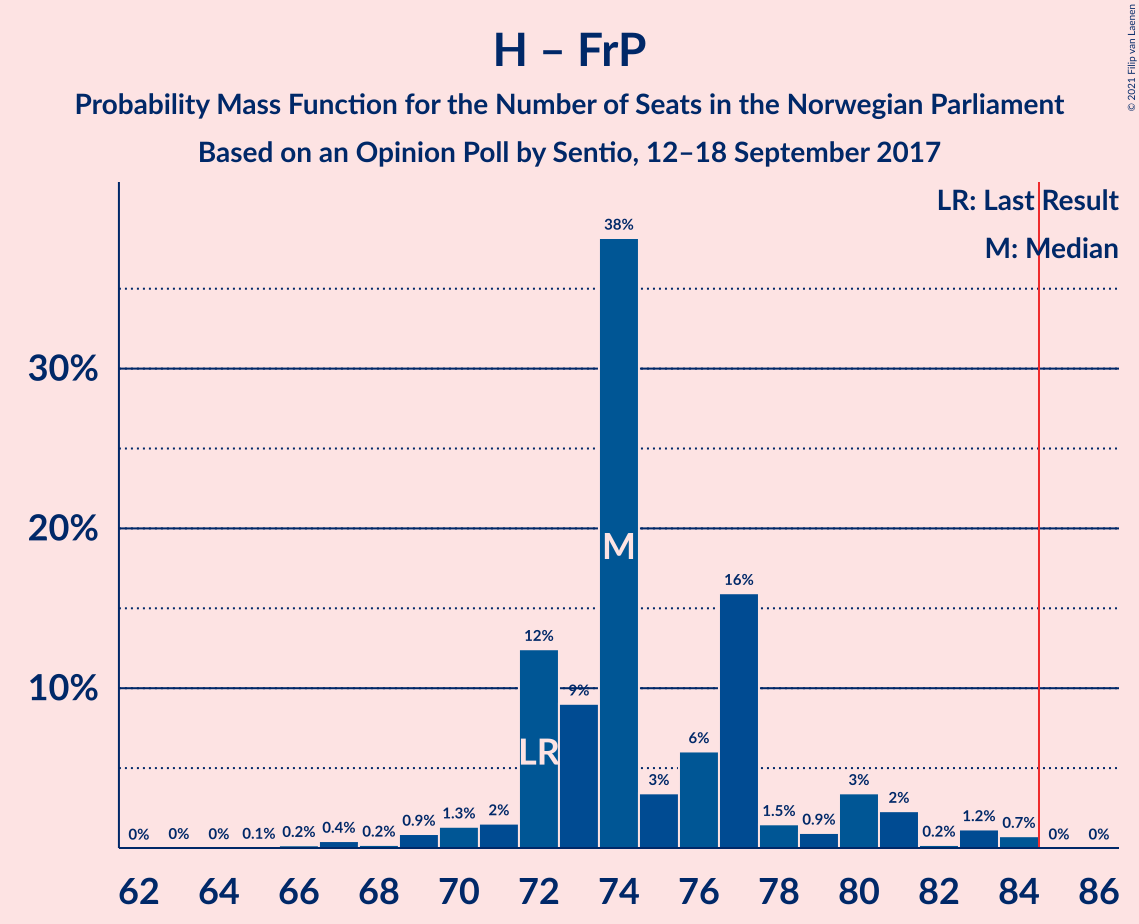 H – FrP
Probability Mass Function for the Number of Seats in the Norwegian Parliament
Based on an Opinion Poll by Sentio, 12–18 September 2017
© 2021 Filip van Laenen
LR: Last Result
M: Median
30%
20%
10%
0% 0% 0% 0.1% 0.2% 0.4% 0.2% 0.9% 1.3% 2% 12% 9% 38% 3% 6% 16% 1.5% 0.9% 3% 2% 0.2% 1.2% 0.7% 0% 0%
LR
M
62 64 66 68 70 72 74 76 78 80 82 84 86